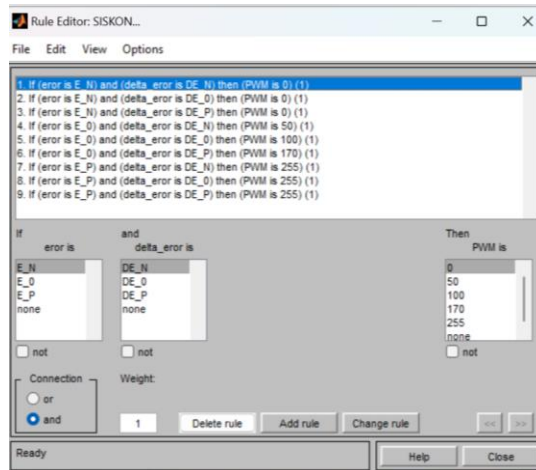 Rule Editor: SISKON...
File Edit View Options
1. If (eror is E_N) and (delta_eror is DE_N) then (PWM is 0) (1)
2. If (eror is E_N) and (delta_eror is DE_0) then (PWM is 0) (1)
3. If (eror is E_N) and (delta_eror is DE_P) then (PWM is 0) (1)
4. If (eror is E_0) and (delta_eror is DE_N) then (PWM is 50) (1)
5. If (eror is E_0) and (delta_eror is DE_0) then (PWM is 100) (1)
6. If (eror is E_0) and (delta_eror is DE_P) then (PWM is 170) (1)
7. If (eror is E_P) and (delta_eror is DE_N) then (PWM is 255) (1)
8. If (eror is E_P) and (delta_eror is DE_0) then (PWM is 255) (1)
9. If (eror is E_P) and (delta_eror is DE_P) then (PWM is 255) (1)
If and Then
eror is delta_eror is PWM is
E_N DE_N 0
E_0 DE_0 50
E_P DE_P 100
none none 170
255
none
not not not
Connection Weight:
or
and 1 Delete rule Add rule Change rule << >>
Ready Help Close